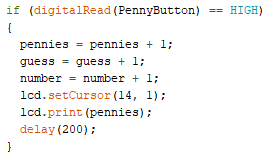 if (digitalRead(PennyButton) == HIGH)
{
  pennies = pennies + 1;
  guess = guess + 1;
  number = number + 1;
  lcd.setCursor(14, 1);
  lcd.print(pennies);
  delay(200);
}